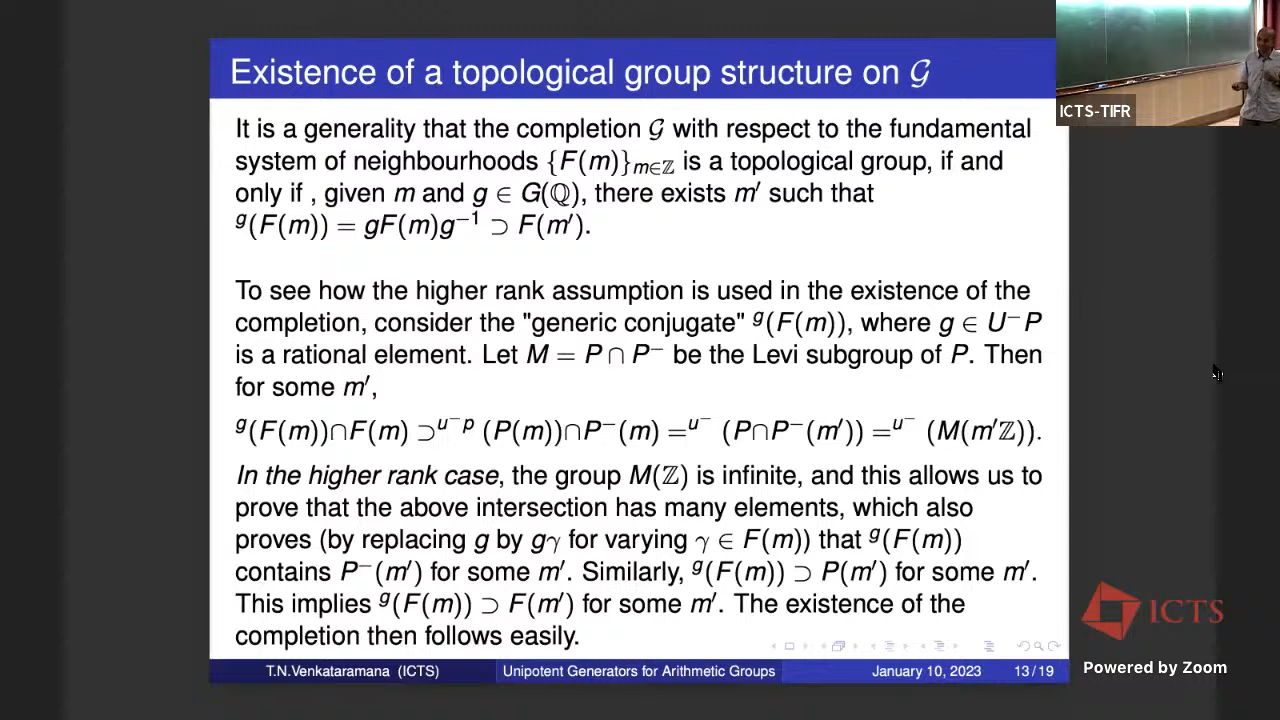 Existence of a topological group structure on 𝒢
It is a generality that the completion 𝒢 with respect to the fundamental
system of neighbourhoods {F(m)}_{m∈ℤ} is a topological group, if and
only if , given m and g ∈ G(ℚ), there exists m′ such that
ᵍ(F(m)) = gF(m)g⁻¹ ⊃ F(m′).
To see how the higher rank assumption is used in the existence of the
completion, consider the "generic conjugate" ᵍ(F(m)), where g ∈ U⁻P
is a rational element. Let M = P ∩ P⁻ be the Levi subgroup of P. Then
for some m′,
ᵍ(F(m))∩F(m) ⊃^{u⁻p} (P(m))∩P⁻(m) =^{u⁻} (P∩P⁻(m′)) =^{u⁻} (M(m′ℤ)).
In the higher rank case, the group M(ℤ) is infinite, and this allows us to
prove that the above intersection has many elements, which also
proves (by replacing g by gγ for varying γ ∈ F(m)) that ᵍ(F(m))
contains P⁻(m′) for some m′. Similarly, ᵍ(F(m)) ⊃ P(m′) for some m′.
This implies ᵍ(F(m)) ⊃ F(m′) for some m′. The existence of the
completion then follows easily.
T.N.Venkataramana (ICTS) Unipotent Generators for Arithmetic Groups January 10, 2023 13/19
ICTS-TIFR
ICTS
Powered by Zoom